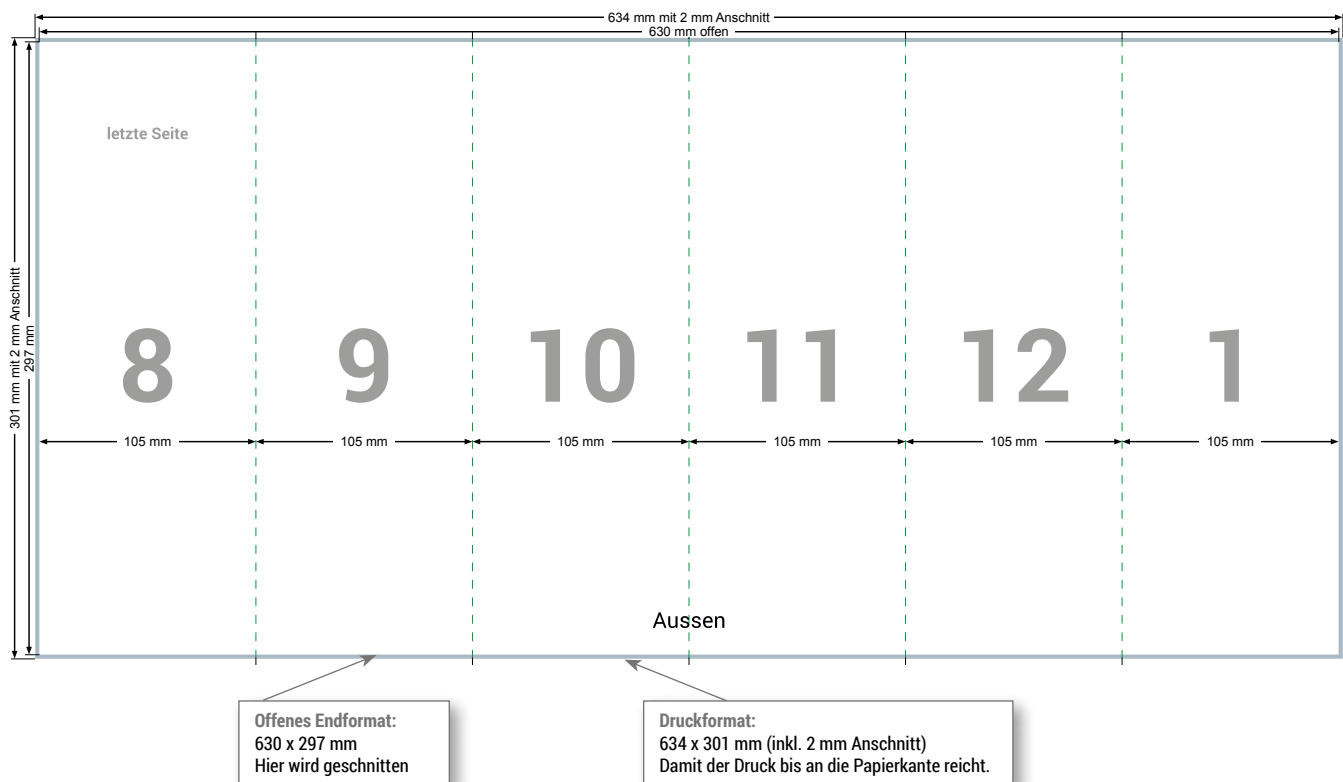 634 mm mit 2 mm Anschnitt
630 mm offen
301 mm mit 2 mm Anschnitt
297 mm
letzte Seite
8 9 10 11 12 1
105 mm 105 mm 105 mm 105 mm 105 mm 105 mm
Aussen
Offenes Endformat:
630 x 297 mm
Hier wird geschnitten
Druckformat:
634 x 301 mm (inkl. 2 mm Anschnitt)
Damit der Druck bis an die Papierkante reicht.